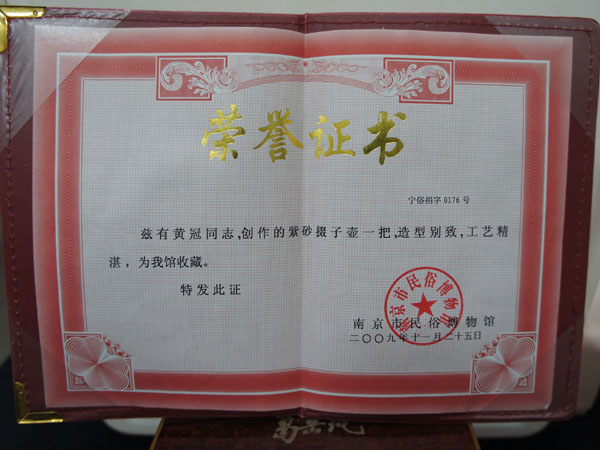 荣誉证书
宁俗捐字 0176 号
兹有黄冠同志,创作的紫砂掇子壶一把,造型别致,工艺精
湛，为我馆收藏。
特发此证
南京市民俗博物馆
南京市民俗博物馆
二〇〇九年十一月二十五日